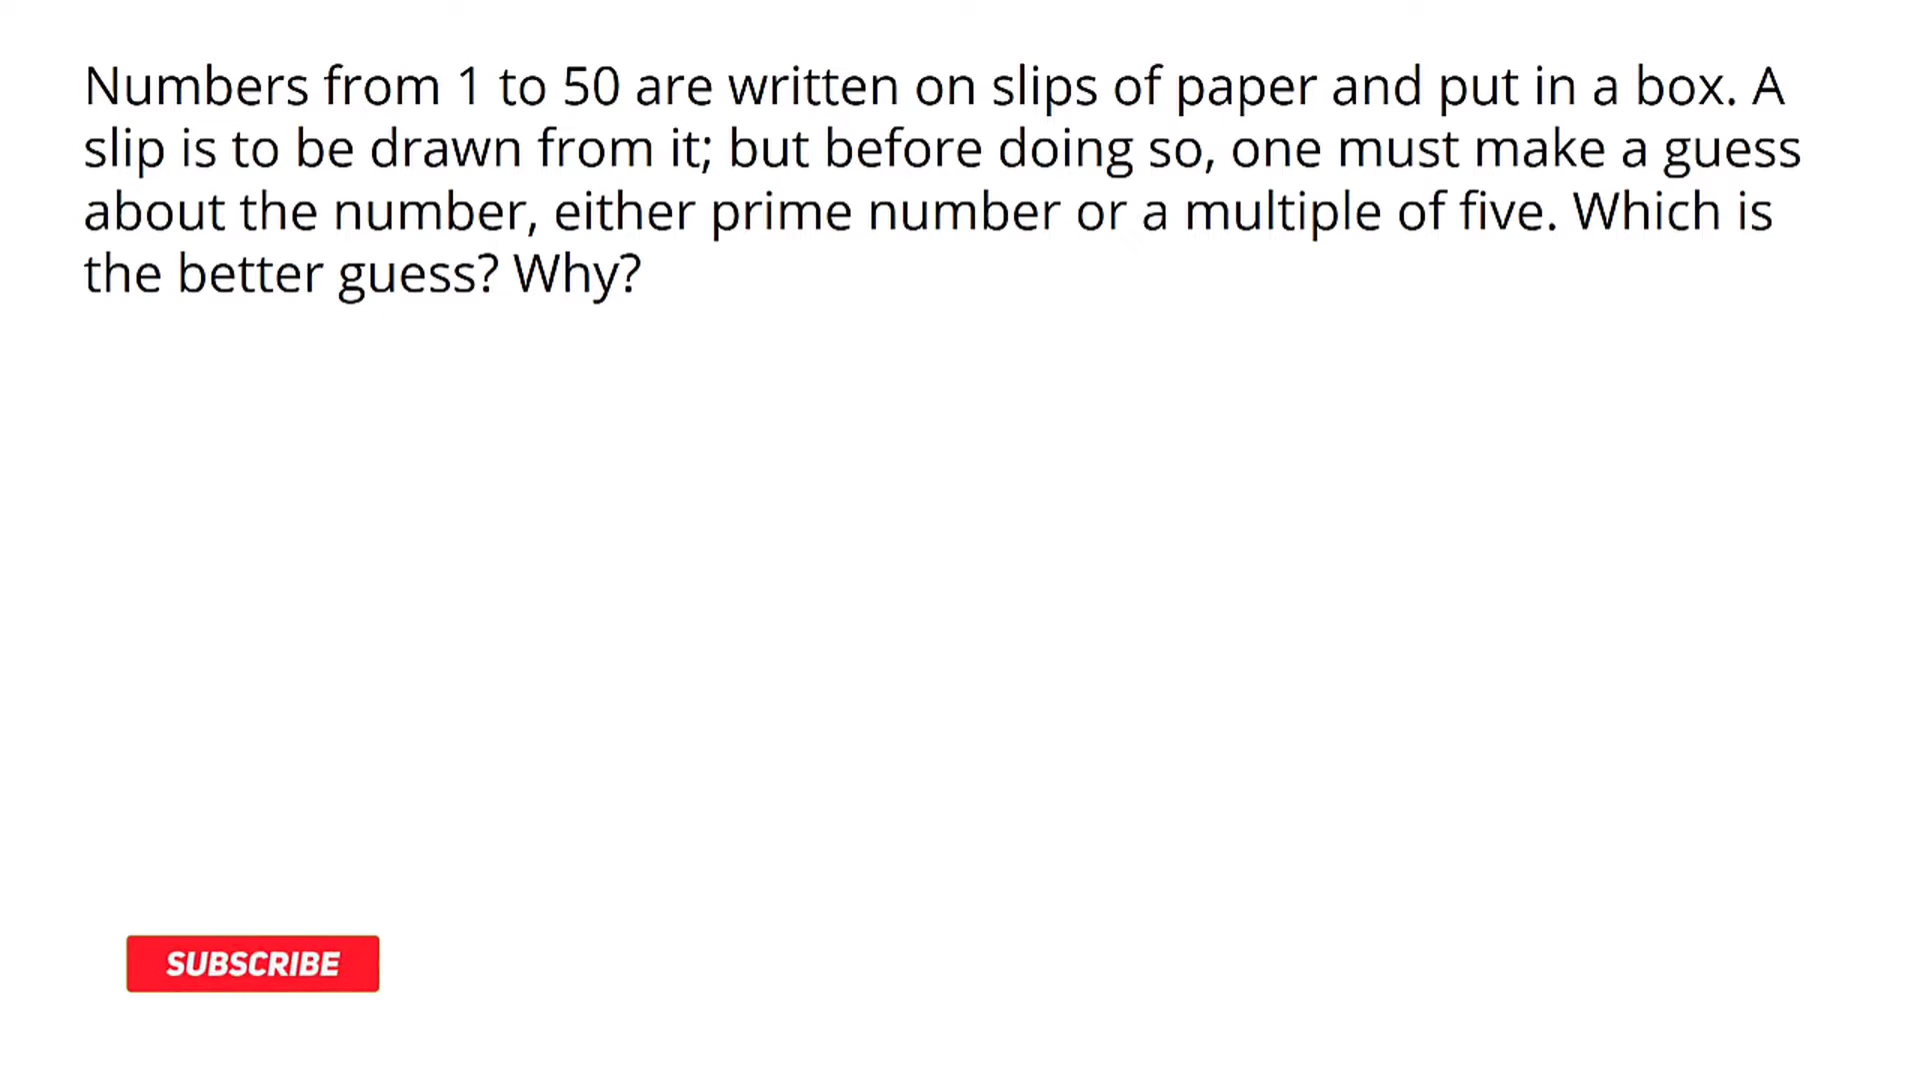 Numbers from 1 to 50 are written on slips of paper and put in a box. A
slip is to be drawn from it; but before doing so, one must make a guess
about the number, either prime number or a multiple of five. Which is
the better guess? Why?
SUBSCRIBE